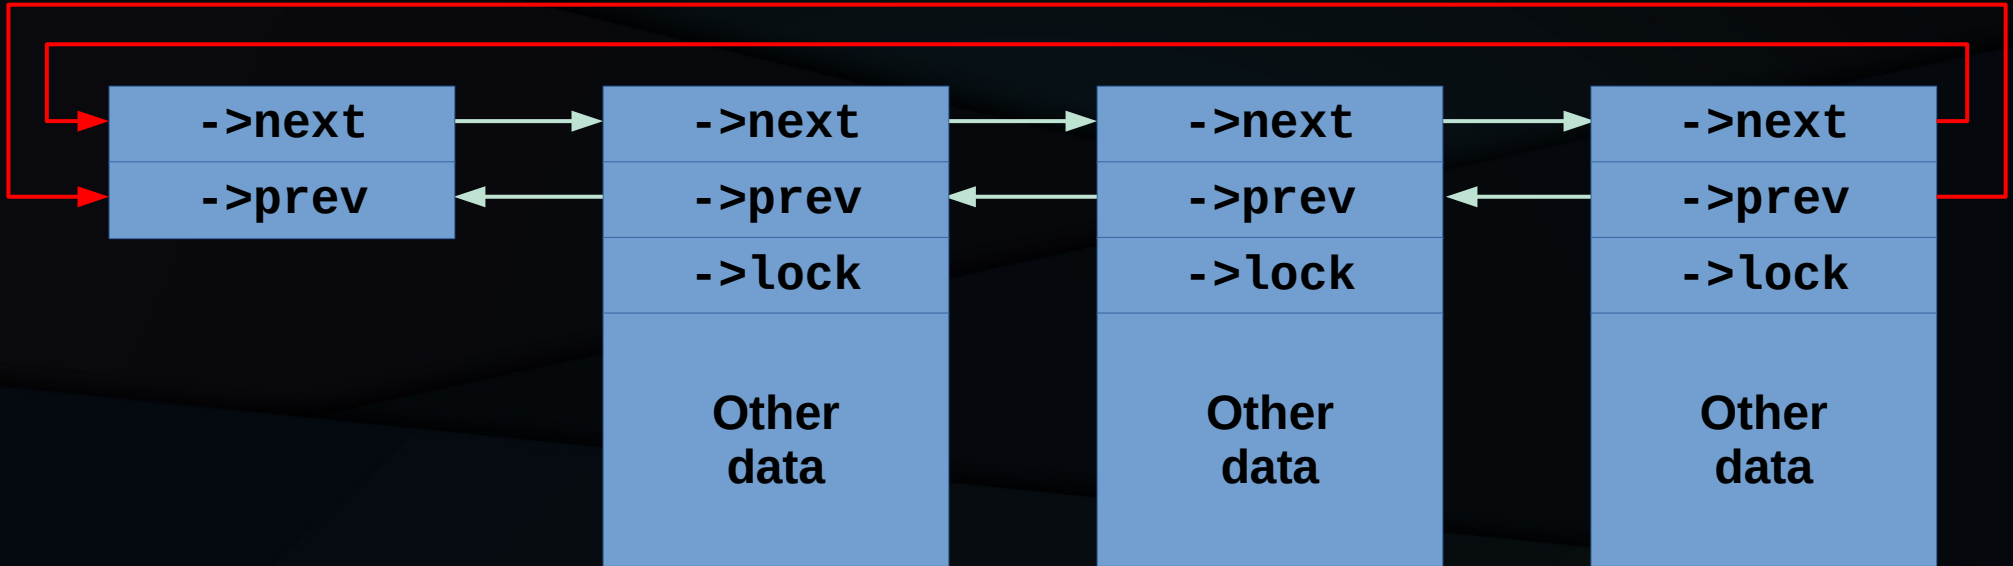 ->next
->prev
->next
->prev
->lock
Other
data
->next
->prev
->lock
Other
data
->next
->prev
->lock
Other
data